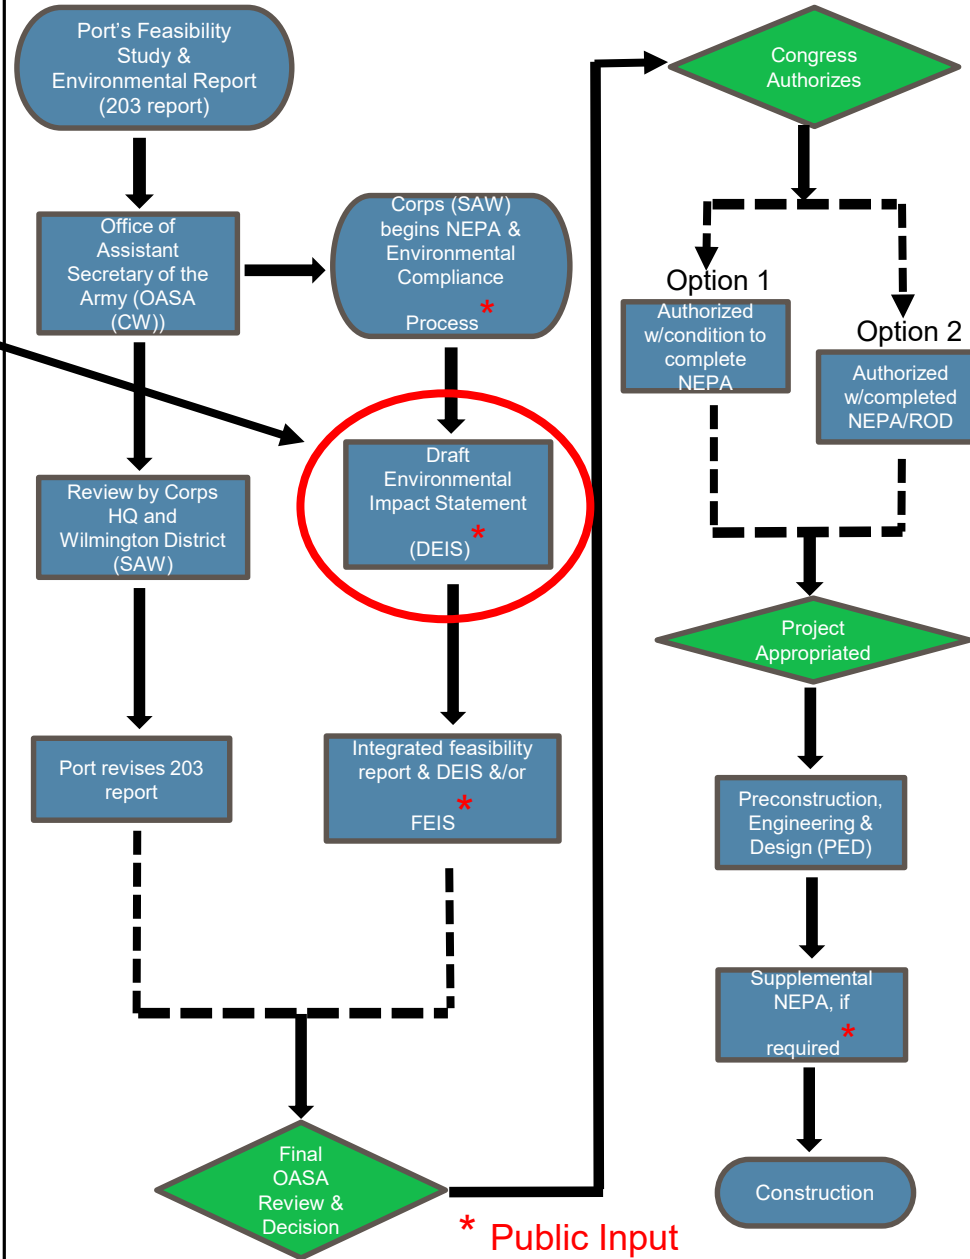 Port's Feasibility
Study &
Environmental Report
(203 report)
Office of
Assistant
Secretary of the
Army (OASA
(CW))
Review by Corps
HQ and
Wilmington District
(SAW)
Port revises 203
report
Corps (SAW)
begins NEPA &
Environmental
Compliance
Process*
Draft
Environmental
Impact Statement
(DEIS)*
Integrated feasibility
report & DEIS &/or
FEIS*
Final
OASA
Review &
Decision
* Public Input
Congress
Authorizes
Option 1
Authorized
w/condition to
complete
NEPA
Option 2
Authorized
w/completed
NEPA/ROD
Project
Appropriated
Preconstruction,
Engineering &
Design (PED)
Supplemental
NEPA, if
required*
Construction